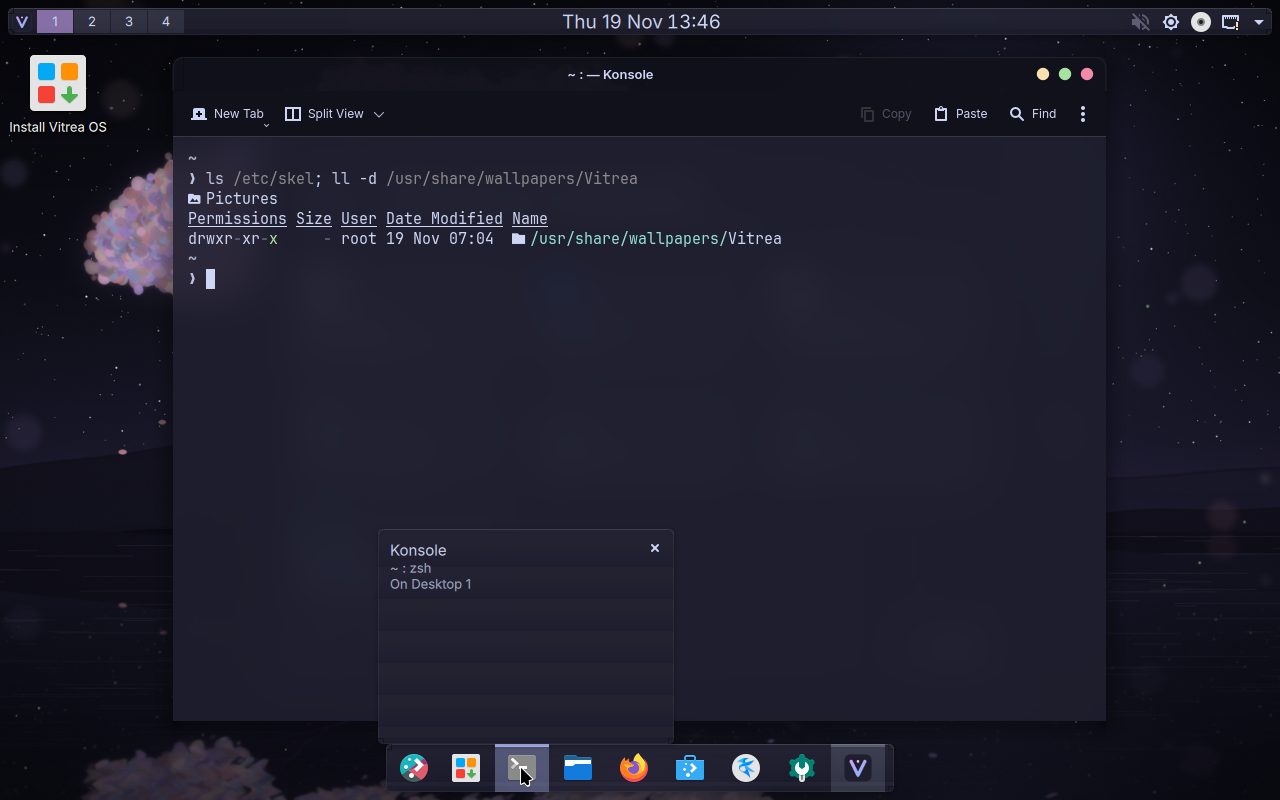 1 2 3 4
Thu 19 Nov 13:46
Install Vitrea OS
~ : — Konsole
New Tab Split View Copy Paste Find
~
❯ ls /etc/skel; ll -d /usr/share/wallpapers/Vitrea
Pictures
Permissions Size User Date Modified Name
drwxr-xr-x - root 19 Nov 07:04 /usr/share/wallpapers/Vitrea
~
❯
Konsole
~ : zsh
On Desktop 1